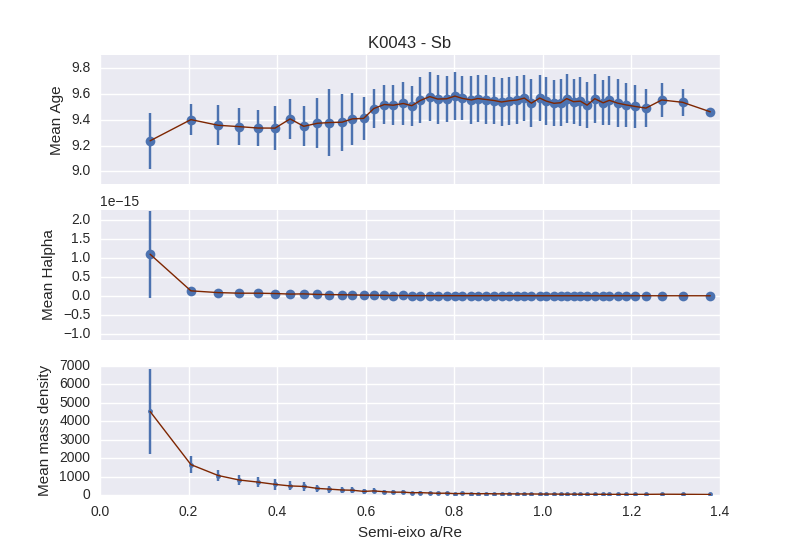 K0043 - Sb
Mean Age
9.8
9.6
9.4
9.2
9.0
1e−15
Mean Halpha
2.0
1.5
1.0
0.5
0.0
−0.5
−1.0
Mean mass density
7000
6000
5000
4000
3000
2000
1000
0
0.0 0.2 0.4 0.6 0.8 1.0 1.2 1.4
Semi-eixo a/Re